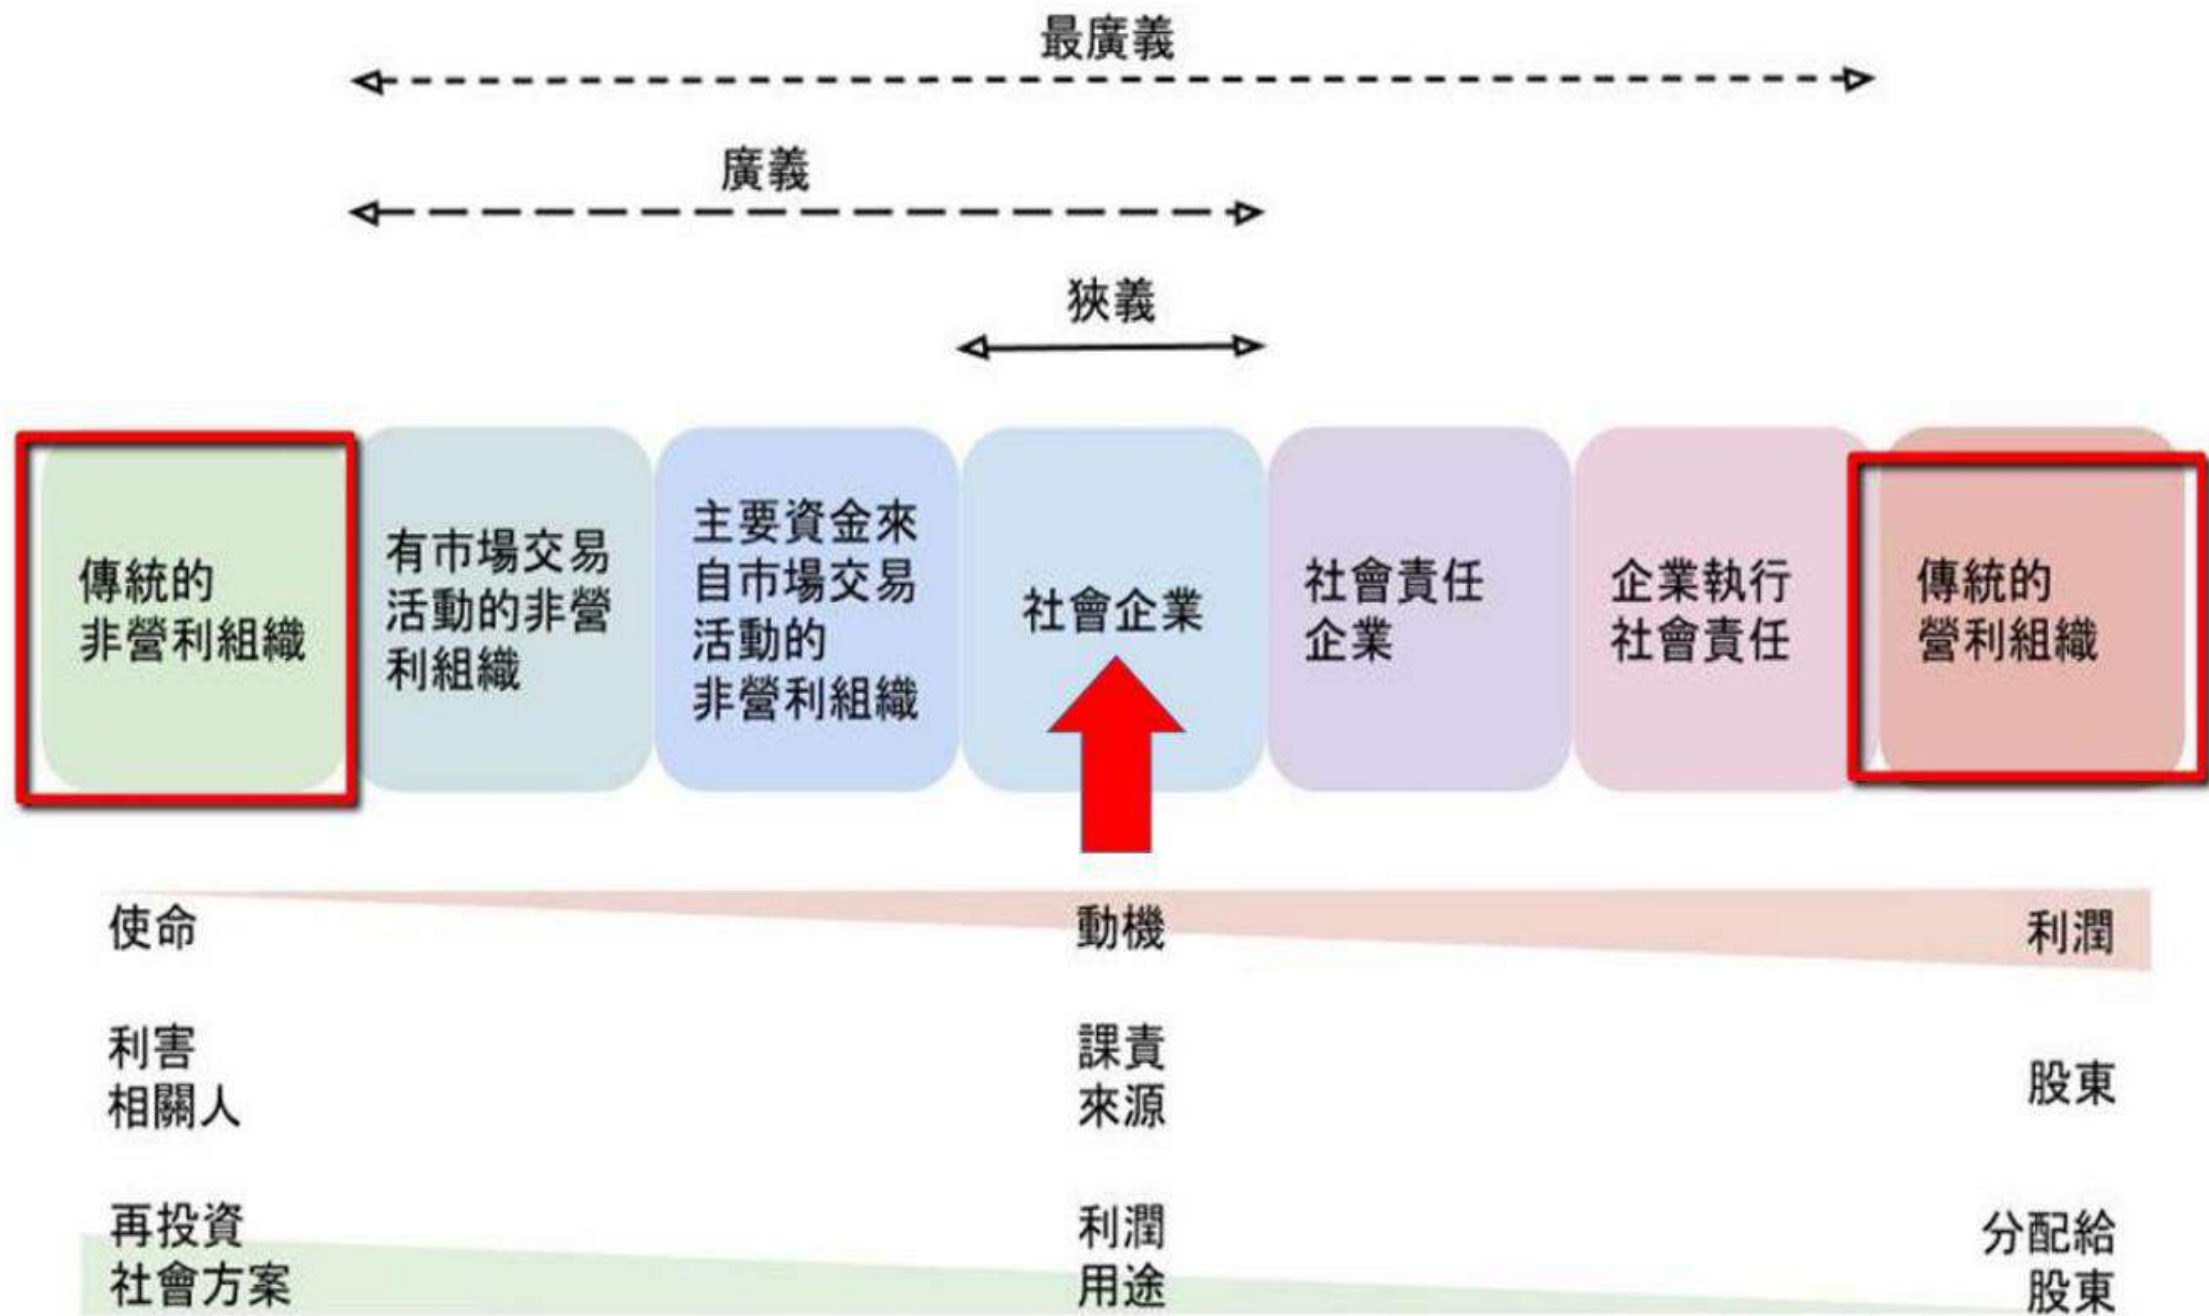 最廣義
廣義
狹義
傳統的
非營利組織
有市場交易
活動的非營
利組織
主要資金來
自市場交易
活動的
非營利組織
社會企業
社會責任
企業
企業執行
社會責任
傳統的
營利組織
使命
動機
利潤
利害
相關人
課責
來源
股東
再投資
社會方案
利潤
用途
分配給
股東